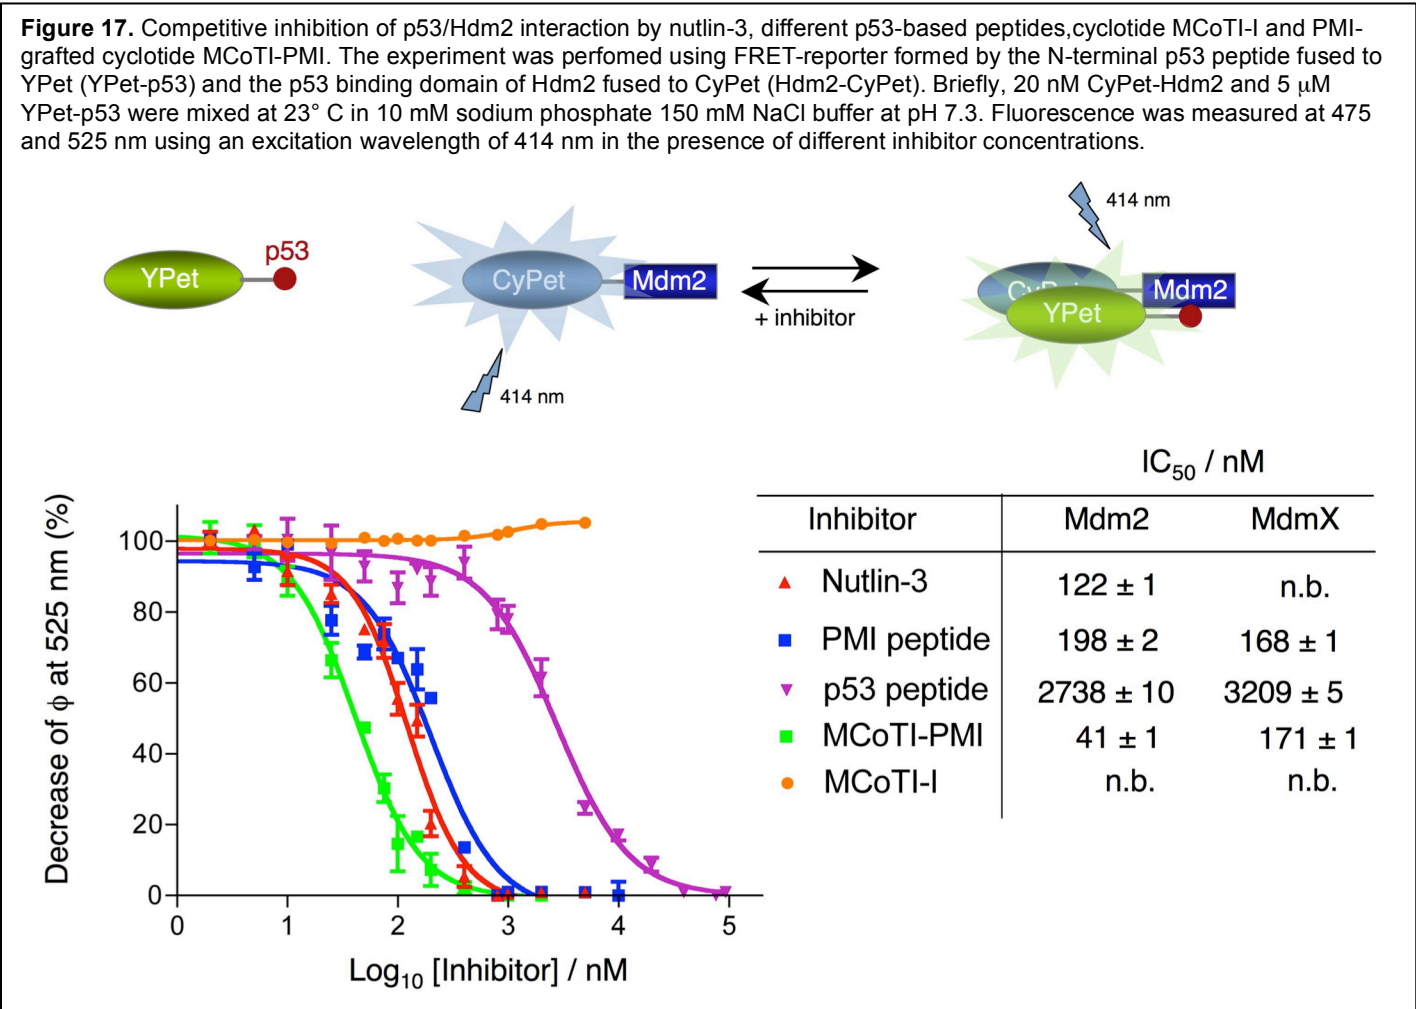 Figure 17. Competitive inhibition of p53/Hdm2 interaction by nutlin-3, different p53-based peptides,cyclotide MCoTI-I and PMI-
grafted cyclotide MCoTI-PMI. The experiment was perfomed using FRET-reporter formed by the N-terminal p53 peptide fused to
YPet (YPet-p53) and the p53 binding domain of Hdm2 fused to CyPet (Hdm2-CyPet). Briefly, 20 nM CyPet-Hdm2 and 5 μM
YPet-p53 were mixed at 23° C in 10 mM sodium phosphate 150 mM NaCl buffer at pH 7.3. Fluorescence was measured at 475
and 525 nm using an excitation wavelength of 414 nm in the presence of different inhibitor concentrations.
YPet
p53
CyPet
Mdm2
414 nm
+ inhibitor
414 nm
CyPet
YPet
Mdm2
Decrease of ϕ at 525 nm (%)
100
80
60
40
20
0
0 1 2 3 4 5
Log10 [Inhibitor] / nM
IC50 / nM
Inhibitor Mdm2 MdmX
Nutlin-3 122 ± 1 n.b.
PMI peptide 198 ± 2 168 ± 1
p53 peptide 2738 ± 10 3209 ± 5
MCoTI-PMI 41 ± 1 171 ± 1
MCoTI-I n.b. n.b.